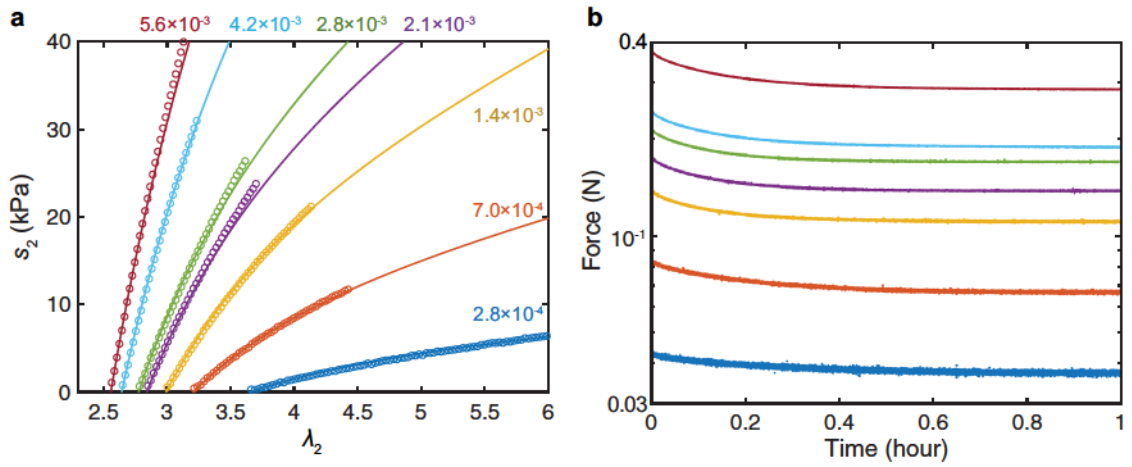 a
5.6×10⁻³
4.2×10⁻³
2.8×10⁻³
2.1×10⁻³
1.4×10⁻³
7.0×10⁻⁴
2.8×10⁻⁴
40
30
20
10
0
s₂ (kPa)
2.5 3 3.5 4 4.5 5 5.5 6
λ₂
b
0.4
10⁻¹
0.03
Force (N)
0 0.2 0.4 0.6 0.8 1
Time (hour)